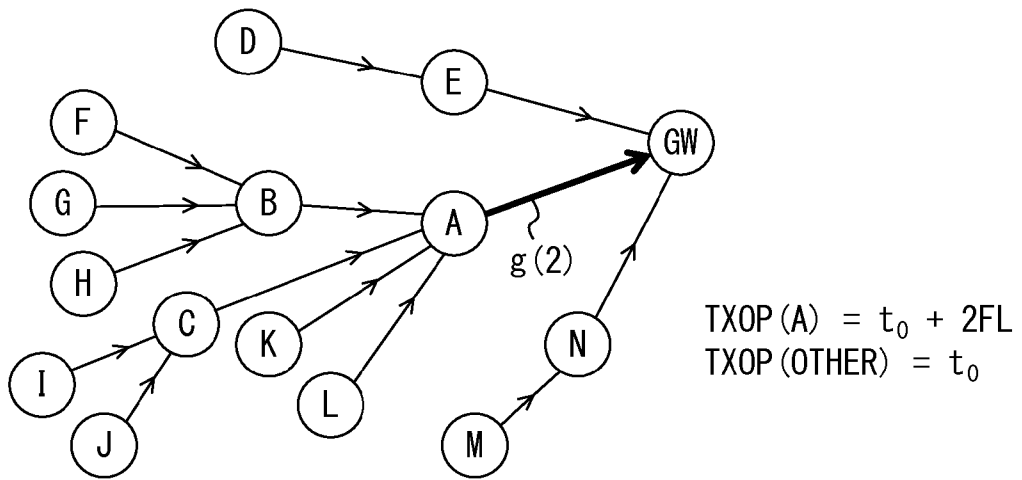 D
E
F
GW
G
B
A
g(2)
H
C
K
N
TXOP(A) = t₀ + 2FL
TXOP(OTHER) = t₀
I
L
J
M